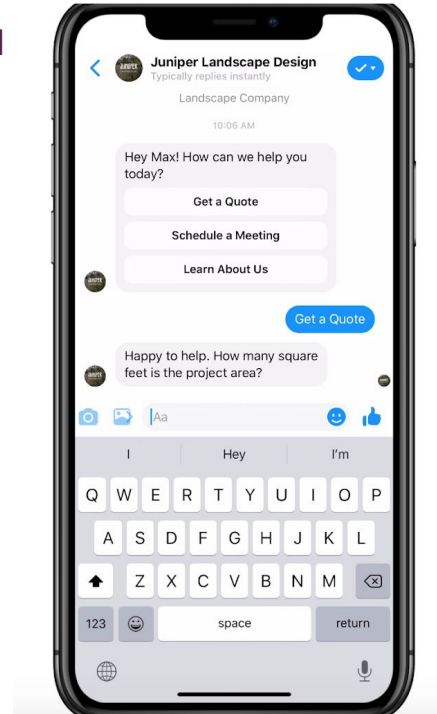 Juniper Landscape Design
Typically replies instantly
Landscape Company
10:06 AM
Hey Max! How can we help you
today?
Get a Quote
Schedule a Meeting
Learn About Us
Get a Quote
Happy to help. How many square
feet is the project area?
Aa
I Hey I'm
Q W E R T Y U I O P
A S D F G H J K L
Z X C V B N M
123 space return